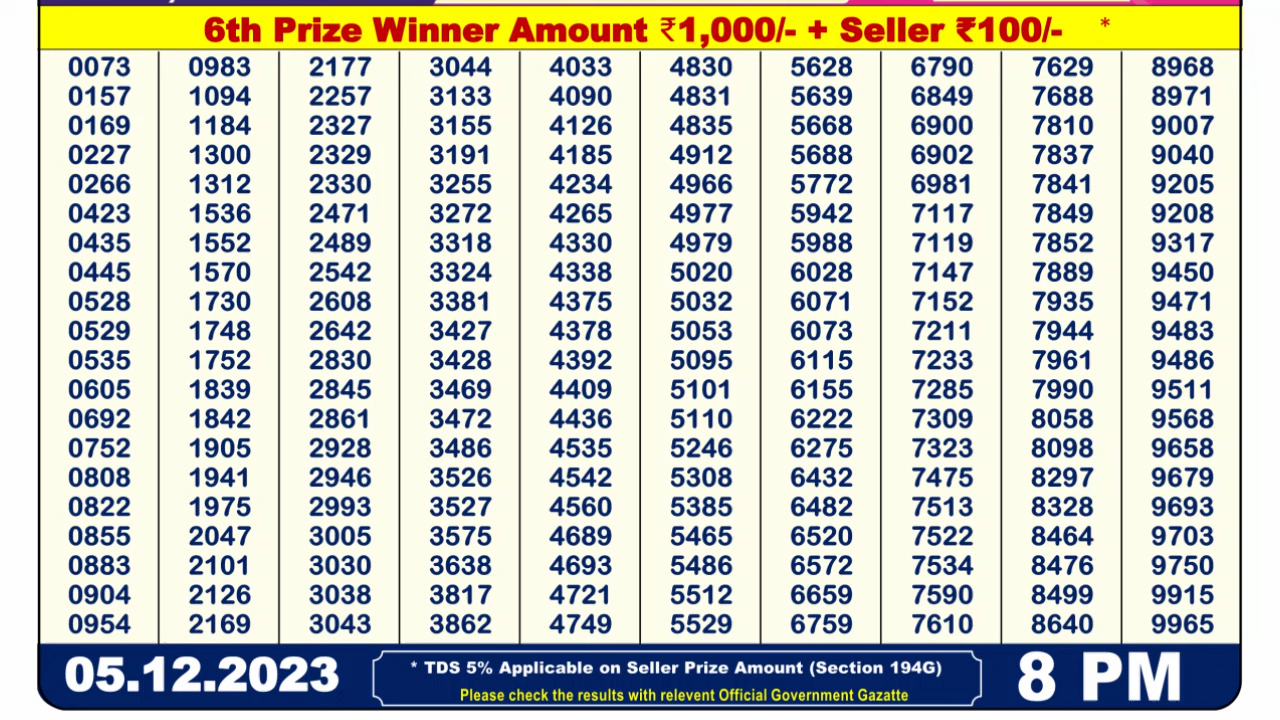 6th Prize Winner Amount ₹1,000/- + Seller ₹100/- *
0073 0983 2177 3044 4033 4830 5628 6790 7629 8968
0157 1094 2257 3133 4090 4831 5639 6849 7688 8971
0169 1184 2327 3155 4126 4835 5668 6900 7810 9007
0227 1300 2329 3191 4185 4912 5688 6902 7837 9040
0266 1312 2330 3255 4234 4966 5772 6981 7841 9205
0423 1536 2471 3272 4265 4977 5942 7117 7849 9208
0435 1552 2489 3318 4330 4979 5988 7119 7852 9317
0445 1570 2542 3324 4338 5020 6028 7147 7889 9450
0528 1730 2608 3381 4375 5032 6071 7152 7935 9471
0529 1748 2642 3427 4378 5053 6073 7211 7944 9483
0535 1752 2830 3428 4392 5095 6115 7233 7961 9486
0605 1839 2845 3469 4409 5101 6155 7285 7990 9511
0692 1842 2861 3472 4436 5110 6222 7309 8058 9568
0752 1905 2928 3486 4535 5246 6275 7323 8098 9658
0808 1941 2946 3526 4542 5308 6432 7475 8297 9679
0822 1975 2993 3527 4560 5385 6482 7513 8328 9693
0855 2047 3005 3575 4689 5465 6520 7522 8464 9703
0883 2101 3030 3638 4693 5486 6572 7534 8476 9750
0904 2126 3038 3817 4721 5512 6659 7590 8499 9915
0954 2169 3043 3862 4749 5529 6759 7610 8640 9965
05.12.2023
* TDS 5% Applicable on Seller Prize Amount (Section 194G)
Please check the results with relevent Official Government Gazatte
8 PM